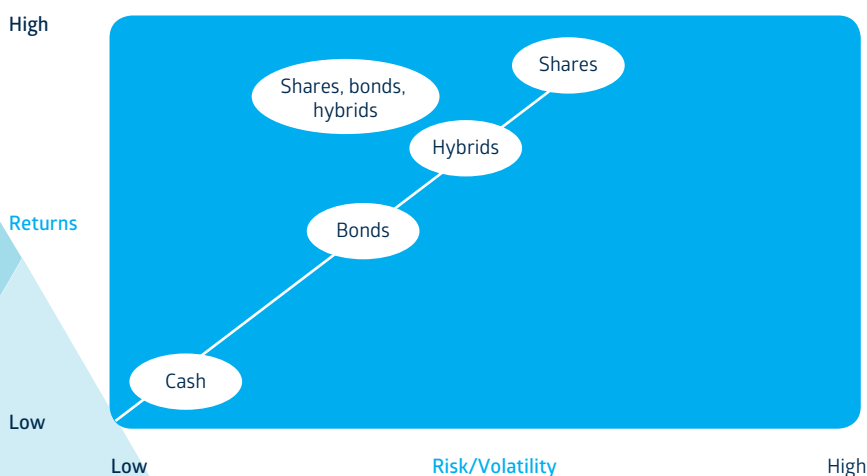 High
Shares
Shares, bonds,
hybrids
Hybrids
Returns
Bonds
Cash
Low
Low
Risk/Volatility
High